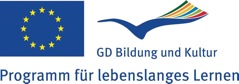 GD Bildung und Kultur
Programm für lebenslanges Lernen